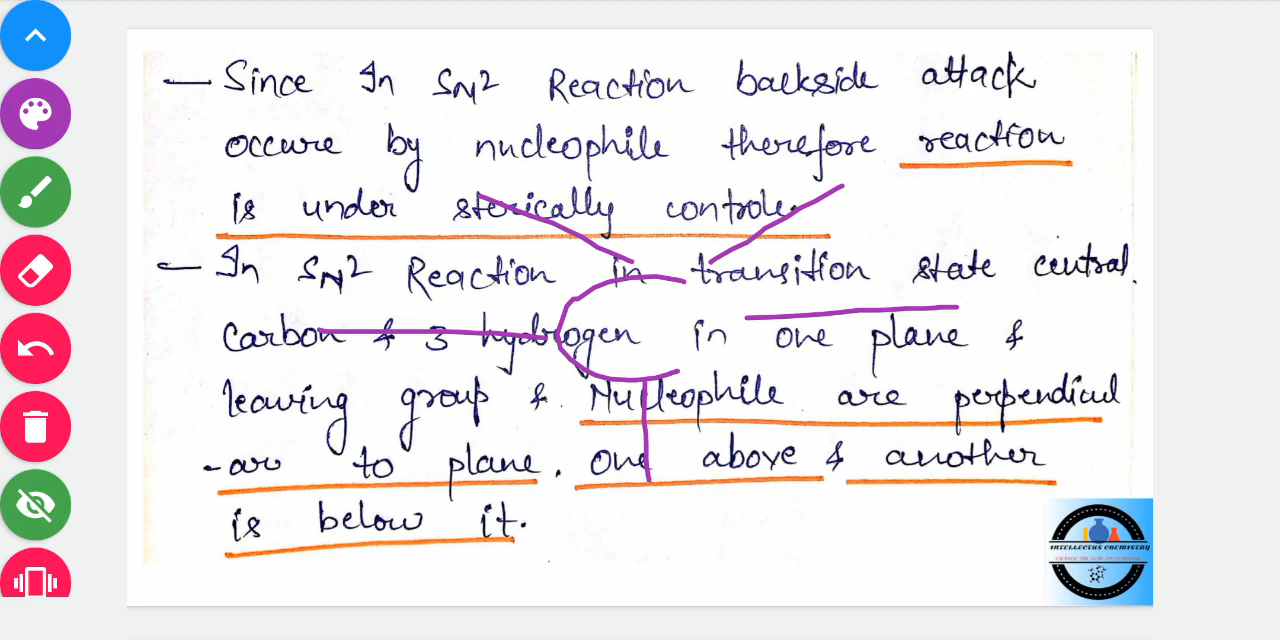 — Since In SN2 Reaction backside attack
occure by nucleophile therefore reaction
is under sterically controle.
— In SN2 Reaction in transition state central
Carbon & 3 hydrogen in one plane &
leaving group & Nucleophile are perpendicul
-ar to plane. One above & another
is below it.
INTELLECTUS CHEMISTRY